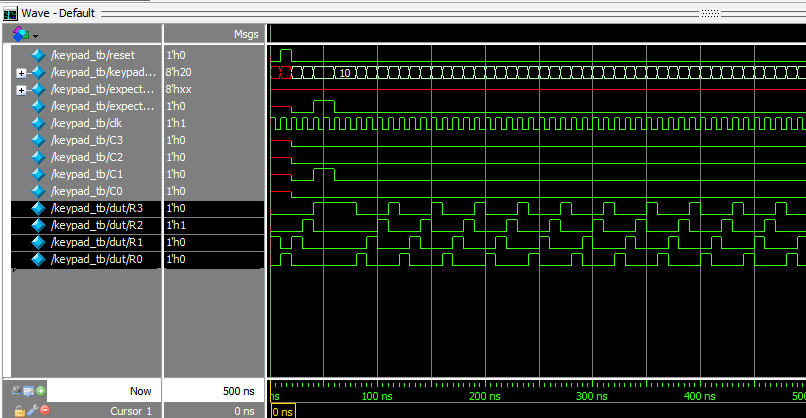 Wave - Default
Msgs
/keypad_tb/reset 1'h0
/keypad_tb/keypad... 8'h20 10
/keypad_tb/expect... 8'hxx
/keypad_tb/expect... 1'h0
/keypad_tb/clk 1'h1
/keypad_tb/C3 1'h0
/keypad_tb/C2 1'h0
/keypad_tb/C1 1'h0
/keypad_tb/C0 1'h0
/keypad_tb/dut/R3 1'h0
/keypad_tb/dut/R2 1'h1
/keypad_tb/dut/R1 1'h0
/keypad_tb/dut/R0 1'h0
Now 500 ns ns 100 ns 200 ns 300 ns 400 ns 500
Cursor 1 0 ns 0 ns